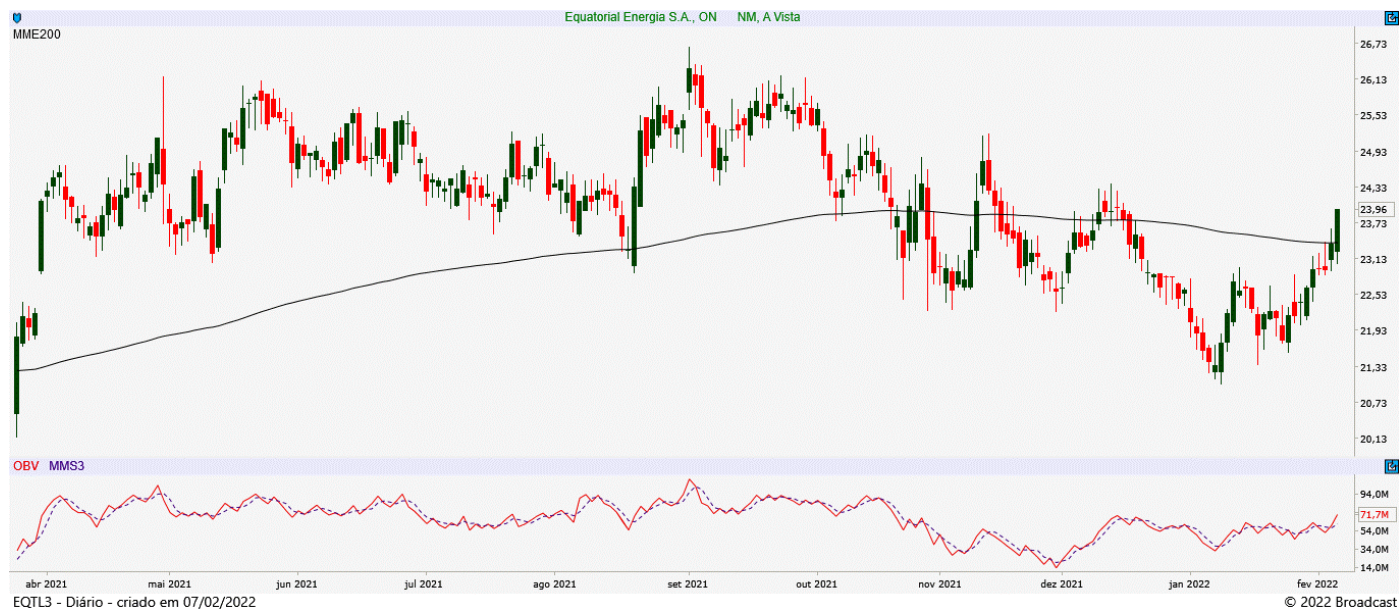 Equatorial Energia S.A., ON NM, A Vista
MME200
26,73
26,13
25,53
24,93
24,33
23,96
23,73
23,13
22,53
21,93
21,33
20,73
20,13
OBV MMS3
94,0M
71,7M
54,0M
34,0M
14,0M
abr 2021 mai 2021 jun 2021 jul 2021 ago 2021 set 2021 out 2021 nov 2021 dez 2021 jan 2022 fev 2022
EQTL3 - Diário - criado em 07/02/2022 © 2022 Broadcast